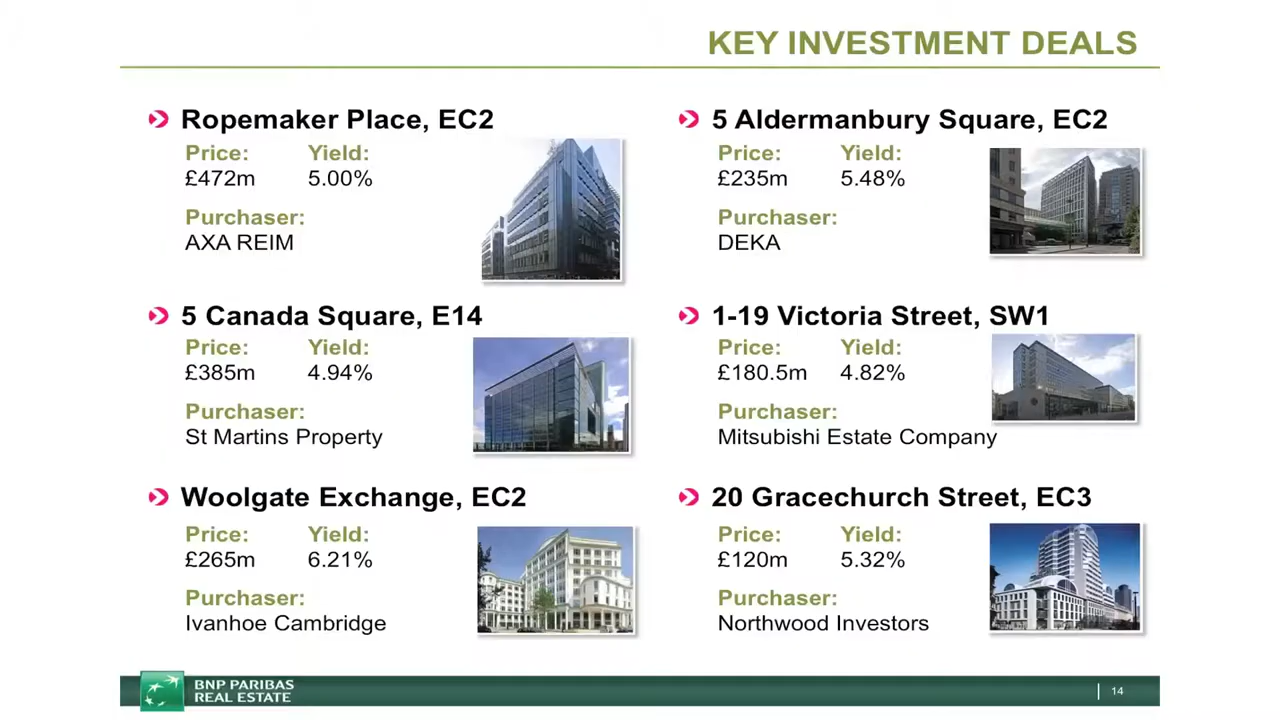 KEY INVESTMENT DEALS
Ropemaker Place, EC2
Price: Yield:
£472m 5.00%
Purchaser:
AXA REIM
5 Aldermanbury Square, EC2
Price: Yield:
£235m 5.48%
Purchaser:
DEKA
5 Canada Square, E14
Price: Yield:
£385m 4.94%
Purchaser:
St Martins Property
1-19 Victoria Street, SW1
Price: Yield:
£180.5m 4.82%
Purchaser:
Mitsubishi Estate Company
Woolgate Exchange, EC2
Price: Yield:
£265m 6.21%
Purchaser:
Ivanhoe Cambridge
20 Gracechurch Street, EC3
Price: Yield:
£120m 5.32%
Purchaser:
Northwood Investors
BNP PARIBAS
REAL ESTATE
14